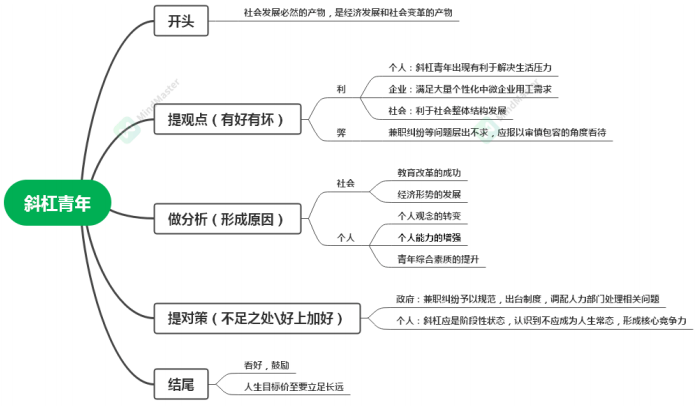 斜杠青年
开头
社会发展必然的产物，是经济发展和社会变革的产物
提观点（有好有坏）
利
个人：斜杠青年出现有利于解决生活压力
企业：满足大量个性化中微企业用工需求
社会：利于社会整体结构发展
弊
兼职纠纷等问题层出不求，应报以审慎包容的角度看待
做分析（形成原因）
社会
教育改革的成功
经济形势的发展
个人
个人观念的转变
个人能力的增强
青年综合素质的提升
提对策（不足之处\好上加好）
政府：兼职纠纷予以规范，出台制度，调配人力部门处理相关问题
个人：斜杠应是阶段性状态，认识到不应成为人生常态，形成核心竞争力
结尾
看好，鼓励
人生目标价至要立足长远
MindMaster
MindMaster